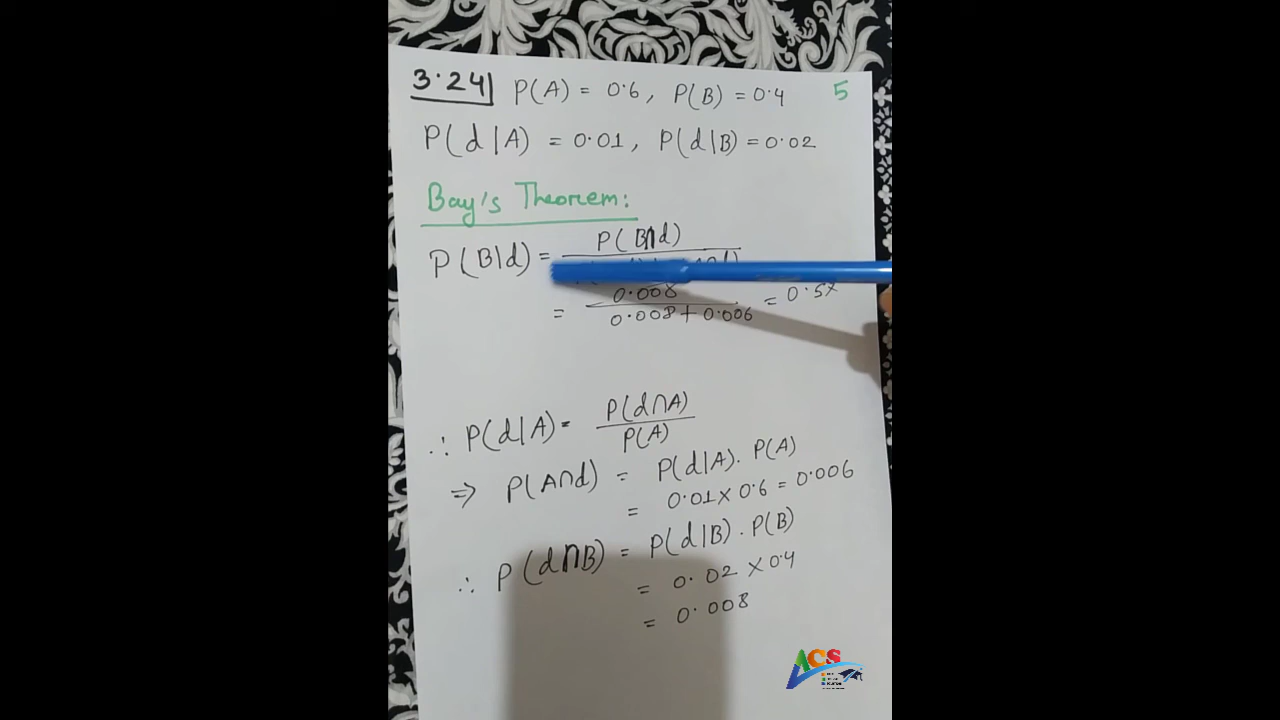 3.24 P(A) = 0.6, P(B) = 0.4 5
P(d|A) = 0.01, P(d|B) = 0.02
Bay's Theorem:
P(B|d) = P(B∩d)
= 0.008 / 0.008 + 0.006 = 0.57
∴ P(d|A) = P(d∩A) / P(A)
⇒ P(A∩d) = P(d|A). P(A)
= 0.01 × 0.6 = 0.006
∴ P(d∩B) = P(d|B) . P(B)
= 0.02 × 0.4
= 0.008
ACS